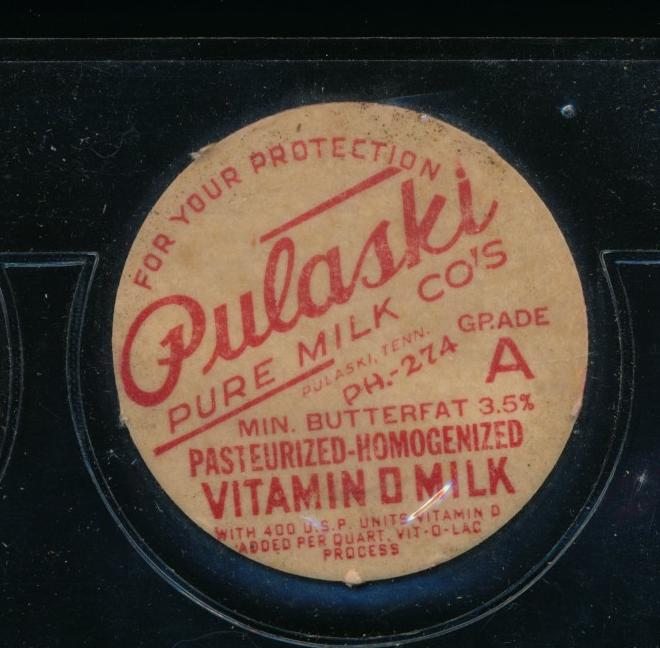 FOR YOUR PROTECTION
Pulaski
PURE MILK CO'S
PULASKI, TENN.
PH.-274
GRADE
A
MIN. BUTTERFAT 3.5%
PASTEURIZED-HOMOGENIZED
VITAMIN D MILK
WITH 400 U.S.P. UNITS VITAMIN D
ADDED PER QUART. VIT-O-LAC
PROCESS